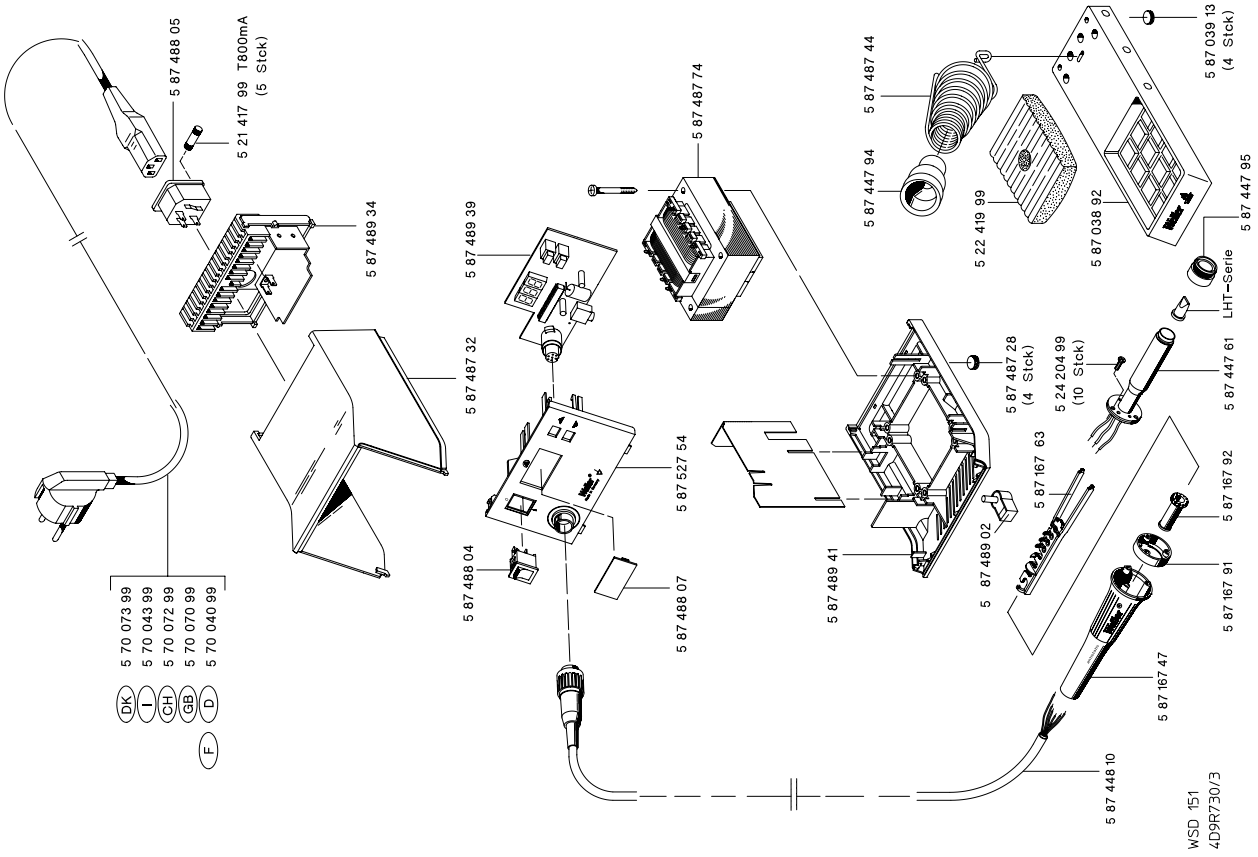 5 87 488 05
5 21 417 99 T800mA
(5 Stck)
5 87 489 34
5 87 487 32
DK 5 70 073 99
I 5 70 043 99
CH 5 70 072 99
GB 5 70 070 99
F D 5 70 040 99
5 87 489 39
5 87 487 74
Weller®
5 87 527 54
5 87 488 04
5 87 488 07
5 87 487 44
5 87 447 94
5 22 419 99
5 87 038 92
5 87 039 13
(4 Stck)
Weller
5 87 447 95
LHT-Serie
5 87 487 28
(4 Stck)
5 24 204 99
(10 Stck)
5 87 447 61
5 87 489 41
5 87 489 02
5 87 167 63
5 87 167 92
5 87 167 91
Weller®
5 87 167 47
5 87 448 10
WSD 151
4D9R730/3